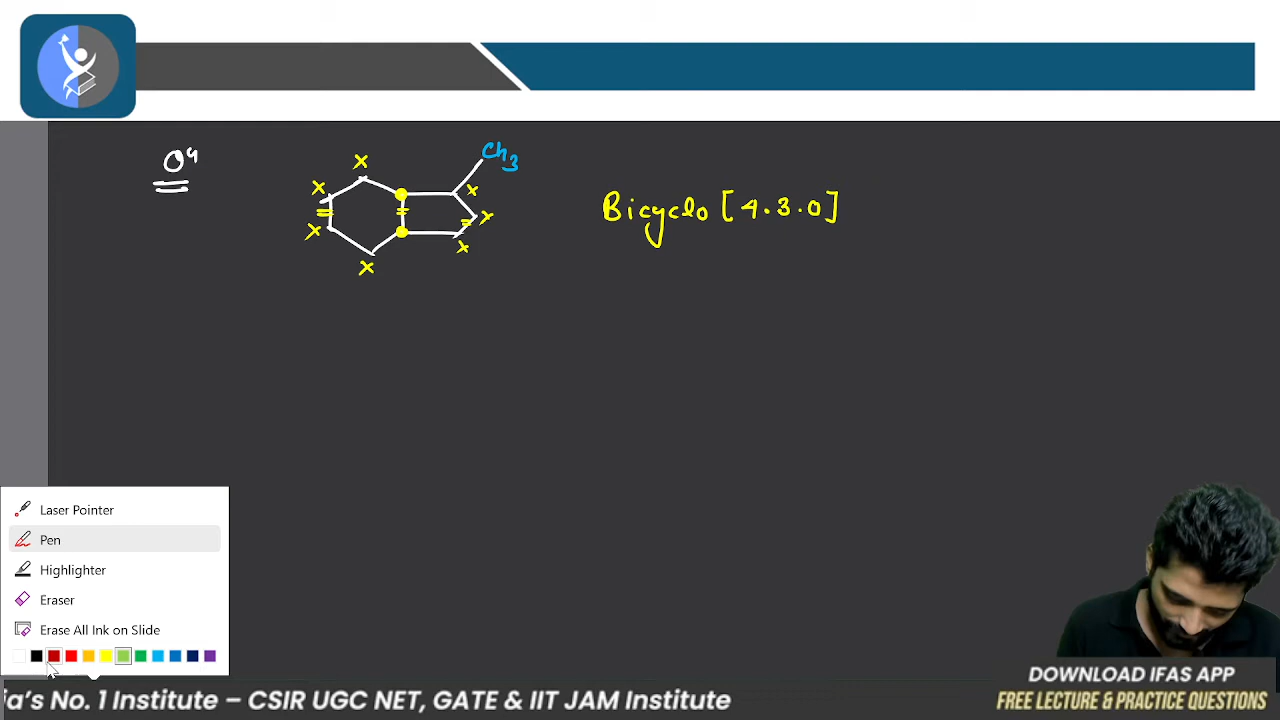 Q4
x
CH3
x
x
x
x
x
x
Bicyclo [4.3.0]
Laser Pointer
Pen
Highlighter
Eraser
Erase All Ink on Slide
DOWNLOAD IFAS APP
ia's No. 1 Institute – CSIR UGC NET, GATE & IIT JAM Institute
FREE LECTURE & PRACTICE QUESTIONS